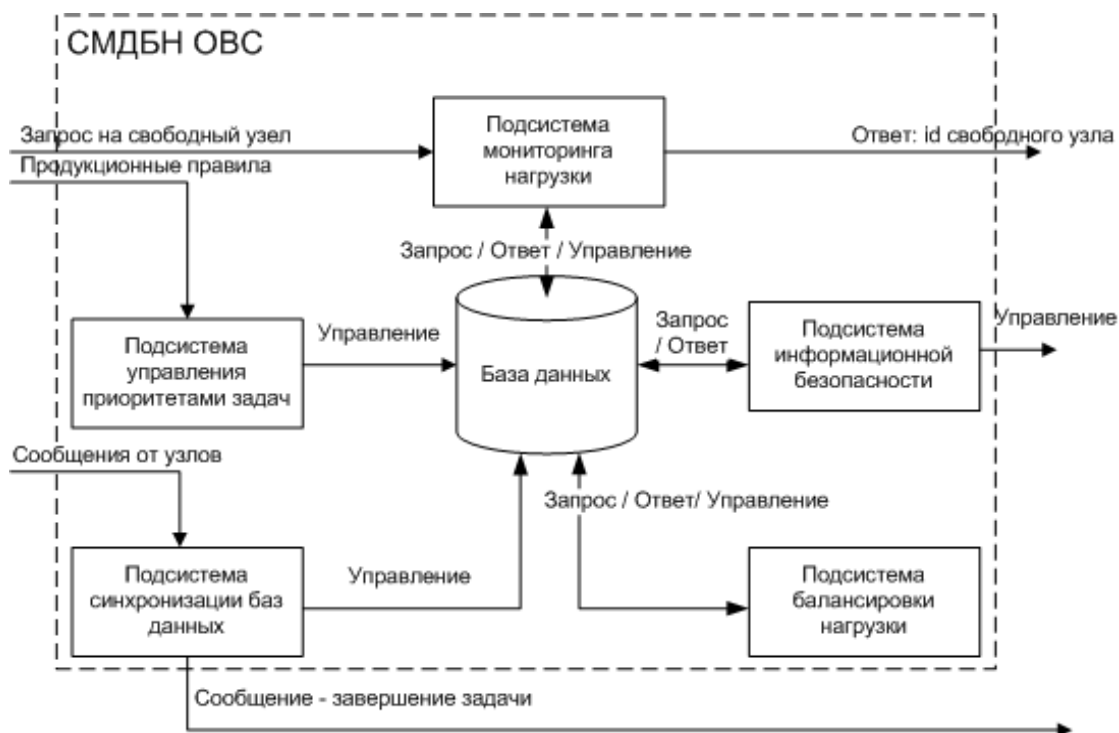 СМДБН ОВС
Запрос на свободный узел
Продукционные правила
Подсистема
мониторинга
нагрузки
Ответ: id свободного узла
Запрос / Ответ / Управление
Подсистема
управления
приоритетами задач
Управление
База данных
Запрос
/ Ответ
Подсистема
информационной
безопасности
Управление
Сообщения от узлов
Запрос / Ответ/ Управление
Подсистема
синхронизации баз
данных
Управление
Подсистема
балансировки
нагрузки
Сообщение - завершение задачи